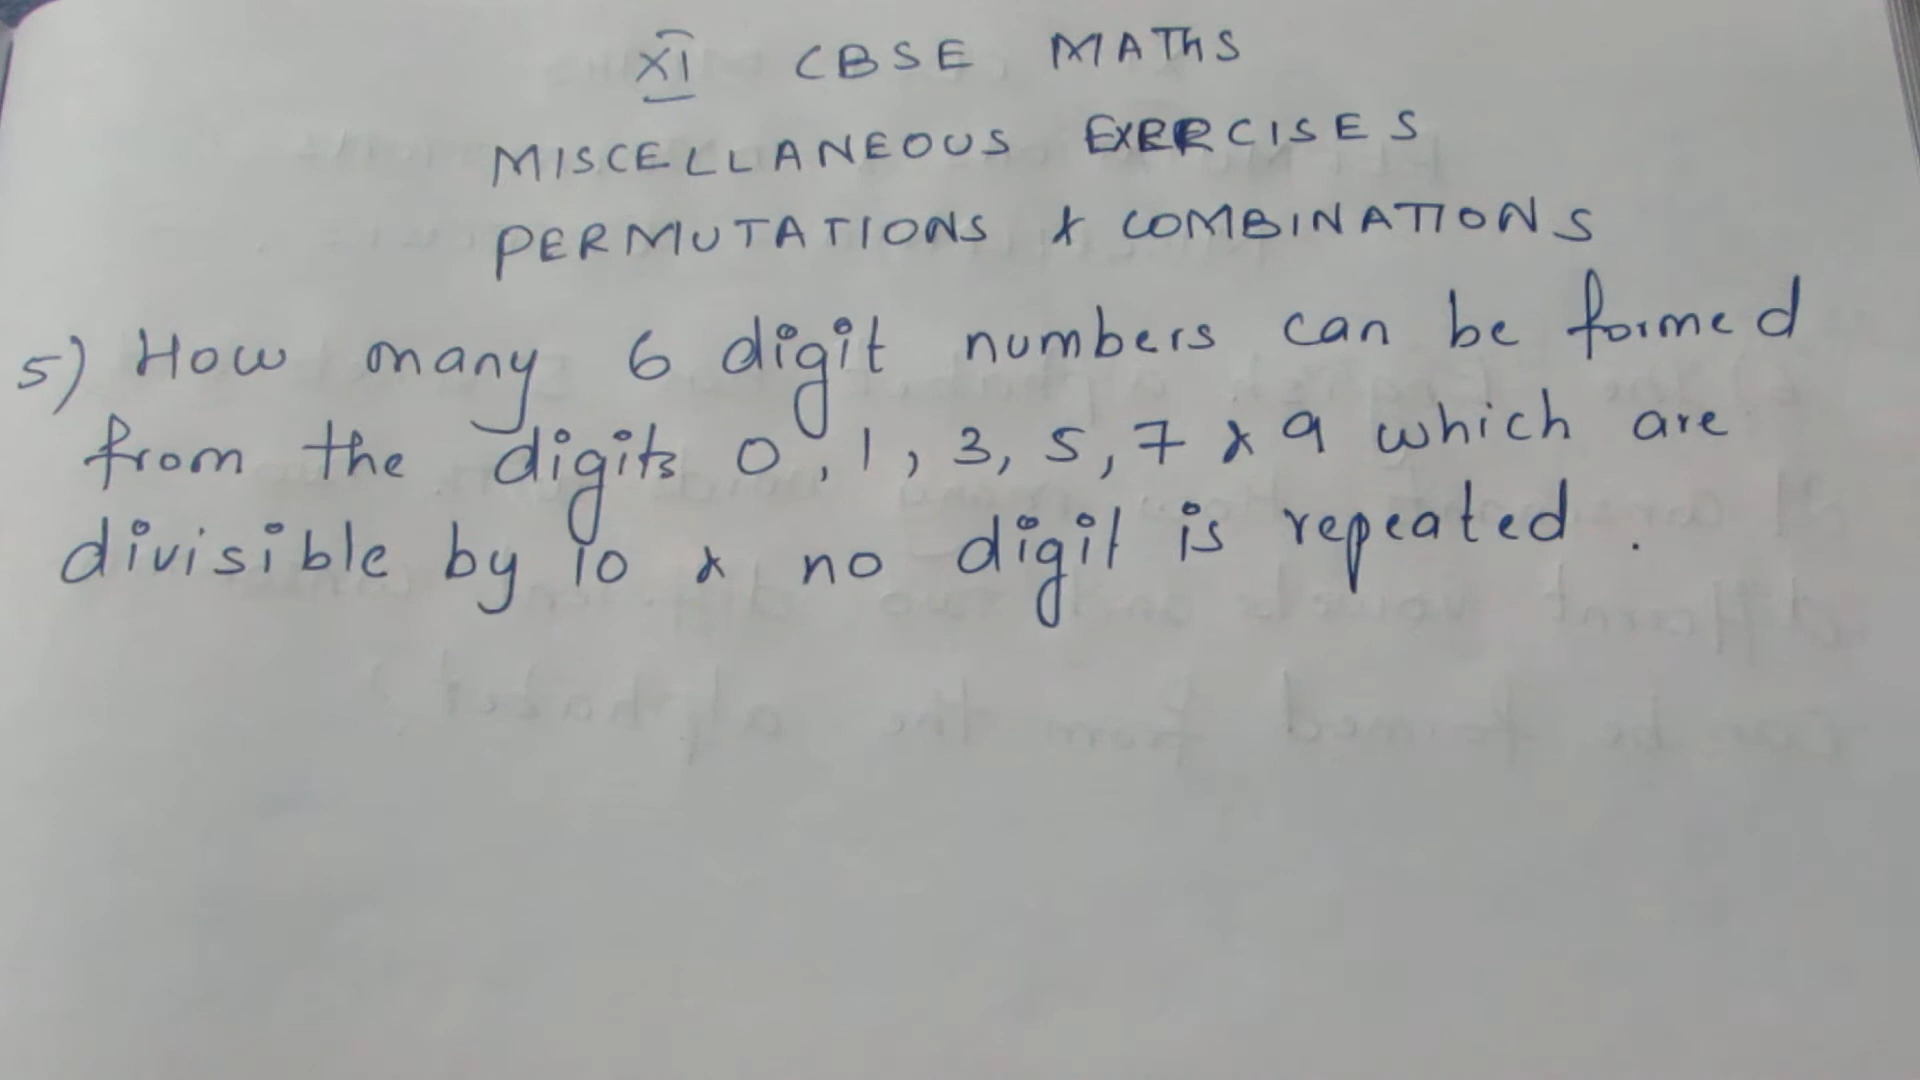 XI CBSE MATHS
MISCELLANEOUS EXERCISES
PERMUTATIONS & COMBINATIONS
5) How many 6 digit numbers can be formed
from the digits 0, 1, 3, 5, 7 & 9 which are
divisible by 10 & no digit is repeated.